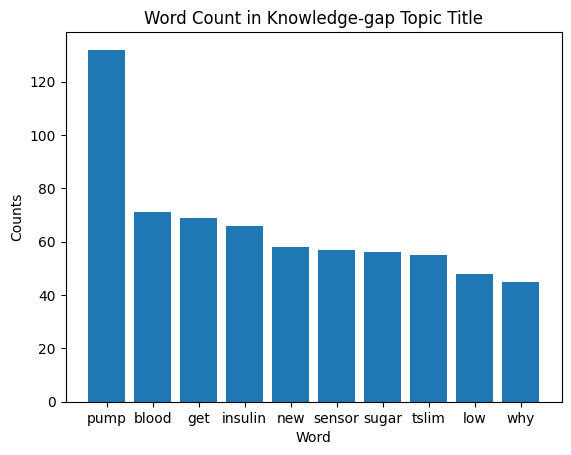 Word Count in Knowledge-gap Topic Title
120
100
80
60
40
20
0
Counts
pump blood get insulin new sensor sugar tslim low why
Word